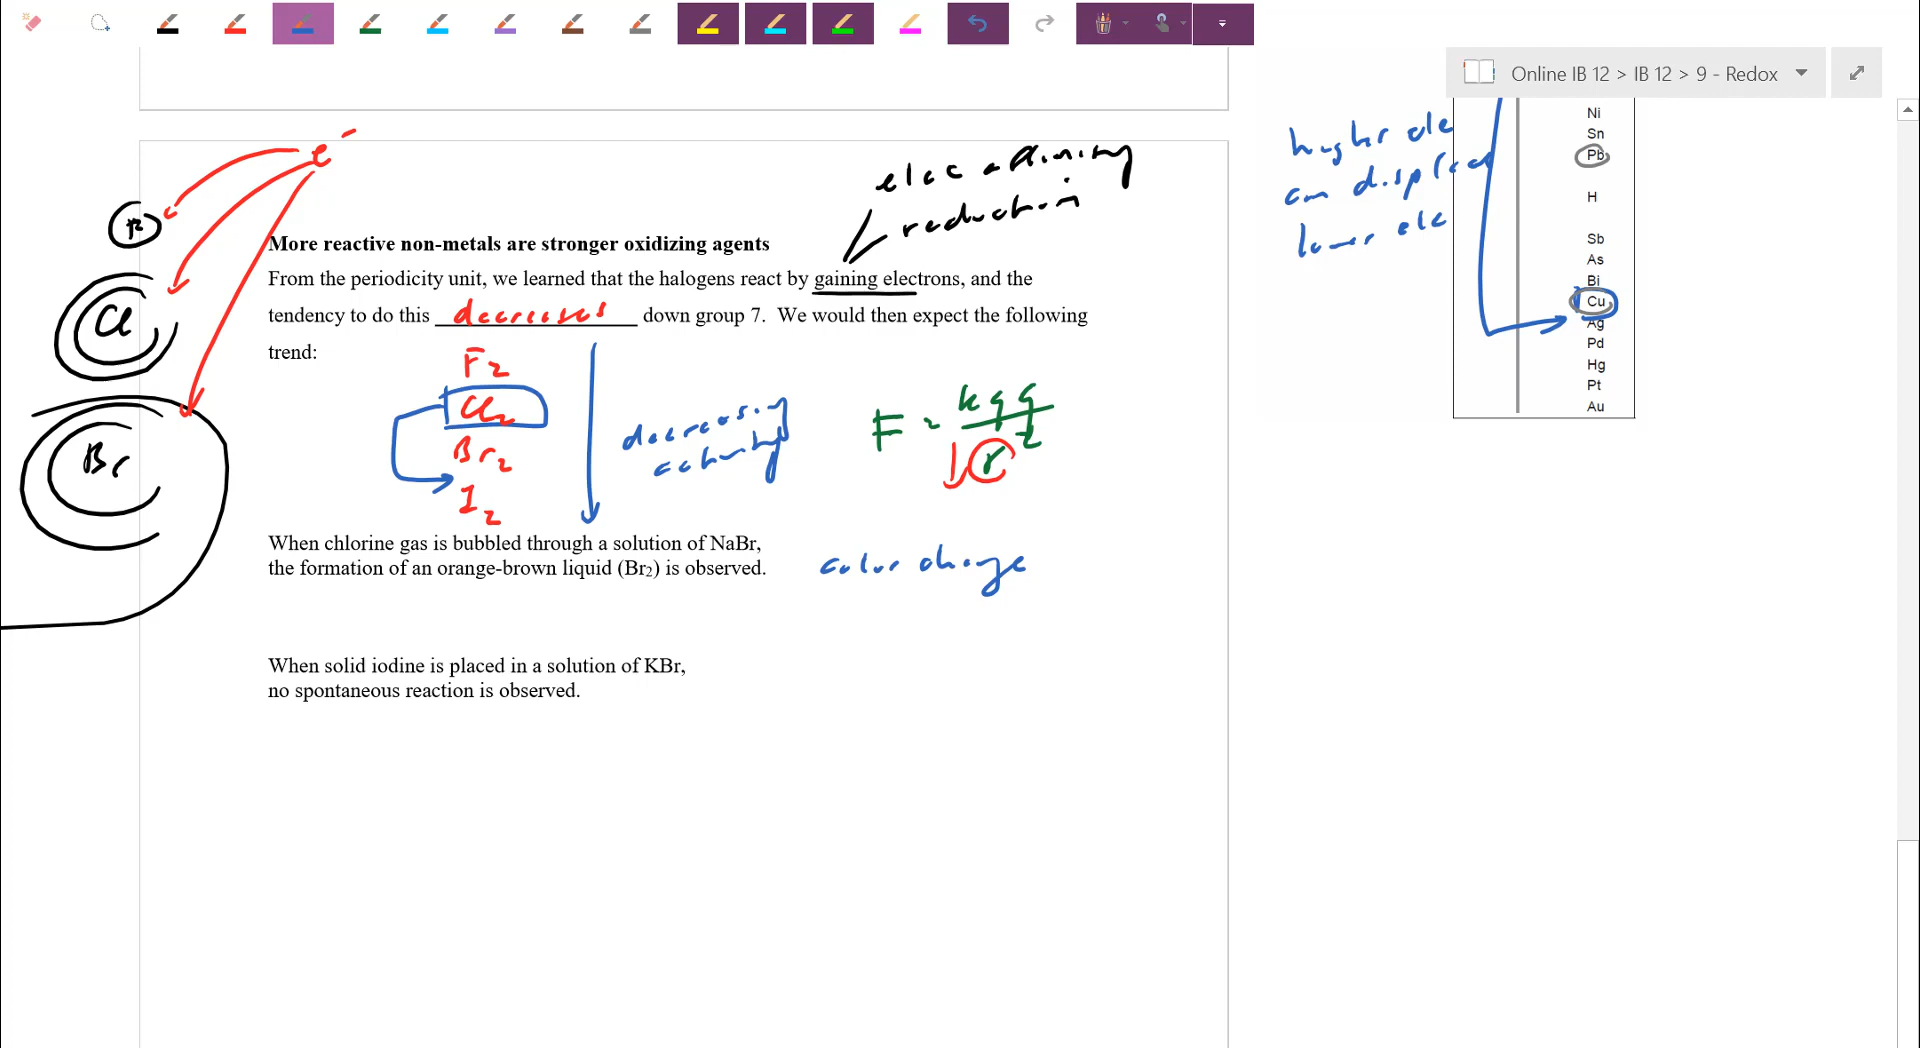 Online IB 12 > IB 12 > 9 - Redox
e⁻
elec affinity
reduction
F
Cl
Br
More reactive non-metals are stronger oxidizing agents
From the periodicity unit, we learned that the halogens react by gaining electrons, and the
tendency to do this decreases down group 7. We would then expect the following
trend:
F2
Cl2
Br2
I2
decreasing
activity
F = kqq
r2
When chlorine gas is bubbled through a solution of NaBr,
the formation of an orange-brown liquid (Br2) is observed.
color change
When solid iodine is placed in a solution of KBr,
no spontaneous reaction is observed.
higher ele
can displace
lower ele
Ni
Sn
Pb
H
Sb
As
Bi
Cu
Ag
Pd
Hg
Pt
Au